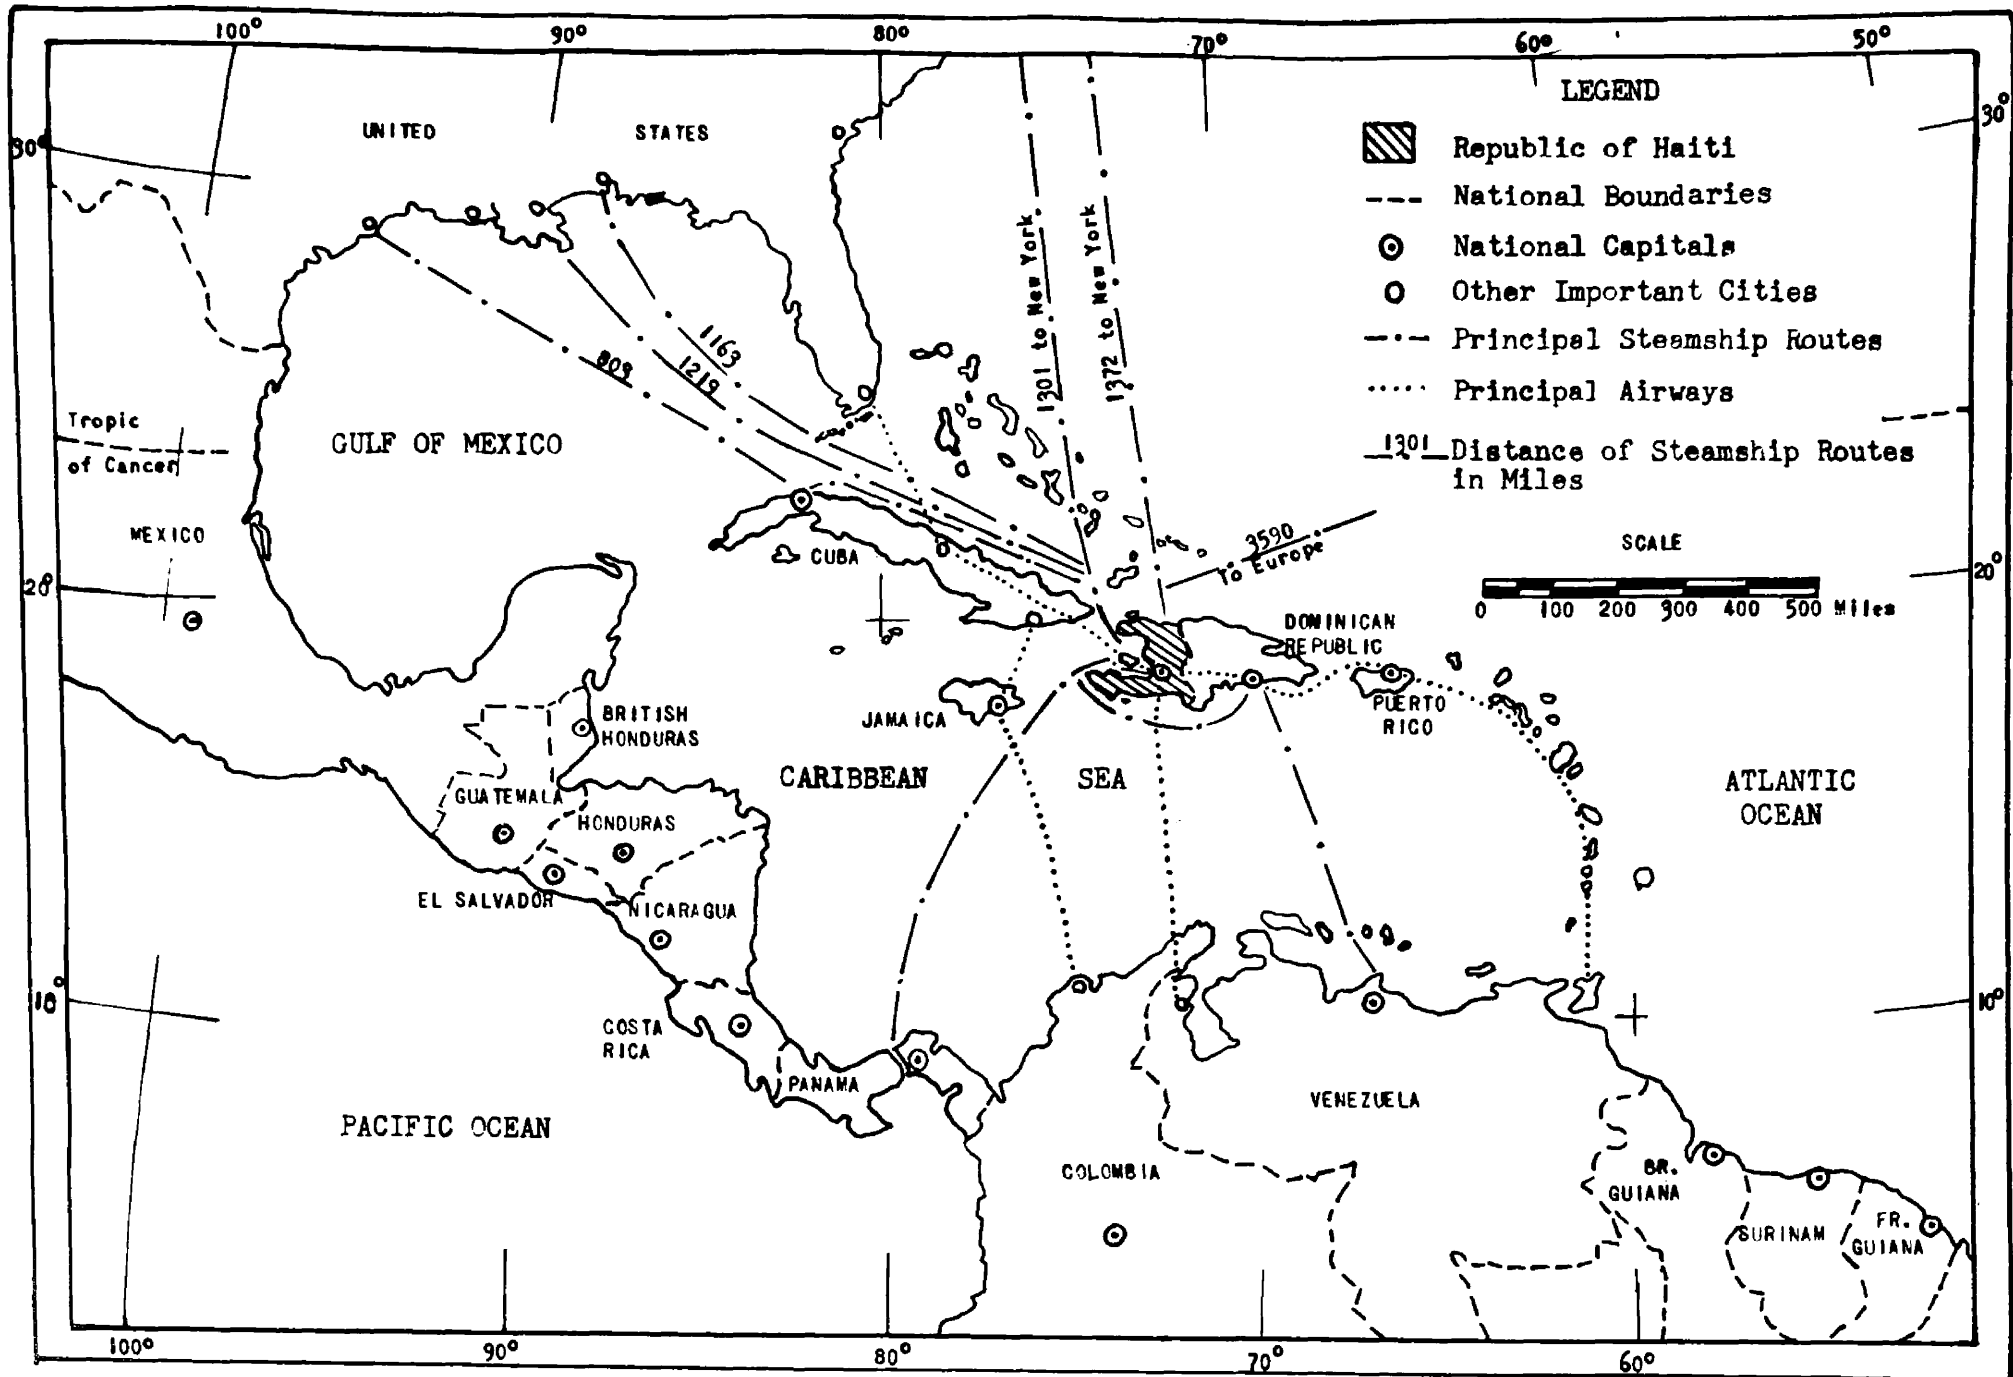 100° 90° 80° 70° 60° 50°
LEGEND
Republic of Haiti
National Boundaries
National Capitals
Other Important Cities
Principal Steamship Routes
Principal Airways
1301 Distance of Steamship Routes
in Miles
SCALE
0 100 200 300 400 500 Miles
30° 30°
UNITED STATES
1301 to New York
1372 to New York
1163
1219
809
Tropic
of Cancer
GULF OF MEXICO
MEXICO
CUBA
3590
To Europe
20° 20°
DOMINICAN
REPUBLIC
JAMAICA
PUERTO
RICO
BRITISH
HONDURAS
CARIBBEAN SEA
ATLANTIC
OCEAN
GUATEMALA
HONDURAS
EL SALVADOR
NICARAGUA
10° 10°
COSTA
RICA
PANAMA
VENEZUELA
PACIFIC OCEAN
COLOMBIA
BR.
GUIANA
SURINAM
FR.
GUIANA
100° 90° 80° 70° 60°